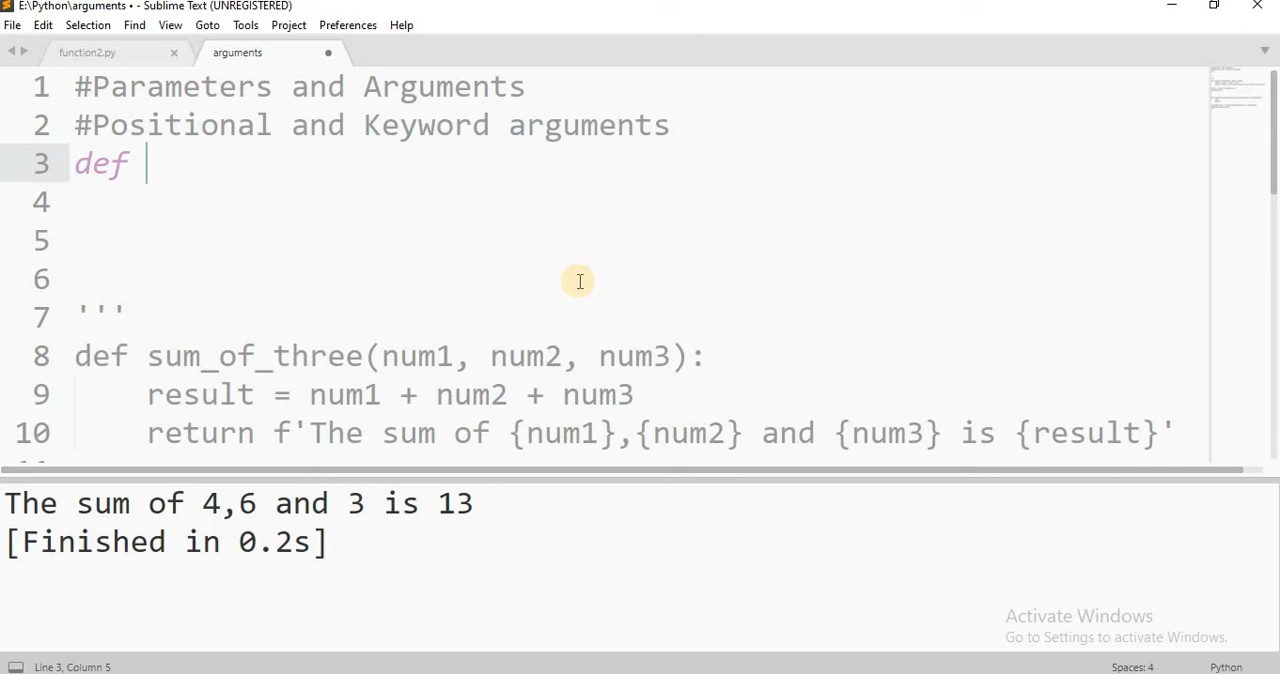 E:\Python\arguments • - Sublime Text (UNREGISTERED)
File Edit Selection Find View Goto Tools Project Preferences Help
function2.py × arguments
1 #Parameters and Arguments
2 #Positional and Keyword arguments
3 def
4
5
6
7 '''
8 def sum_of_three(num1, num2, num3):
9 result = num1 + num2 + num3
10 return f'The sum of {num1},{num2} and {num3} is {result}'
The sum of 4,6 and 3 is 13
[Finished in 0.2s]
Activate Windows
Go to Settings to activate Windows.
Line 3, Column 5 Spaces: 4 Python